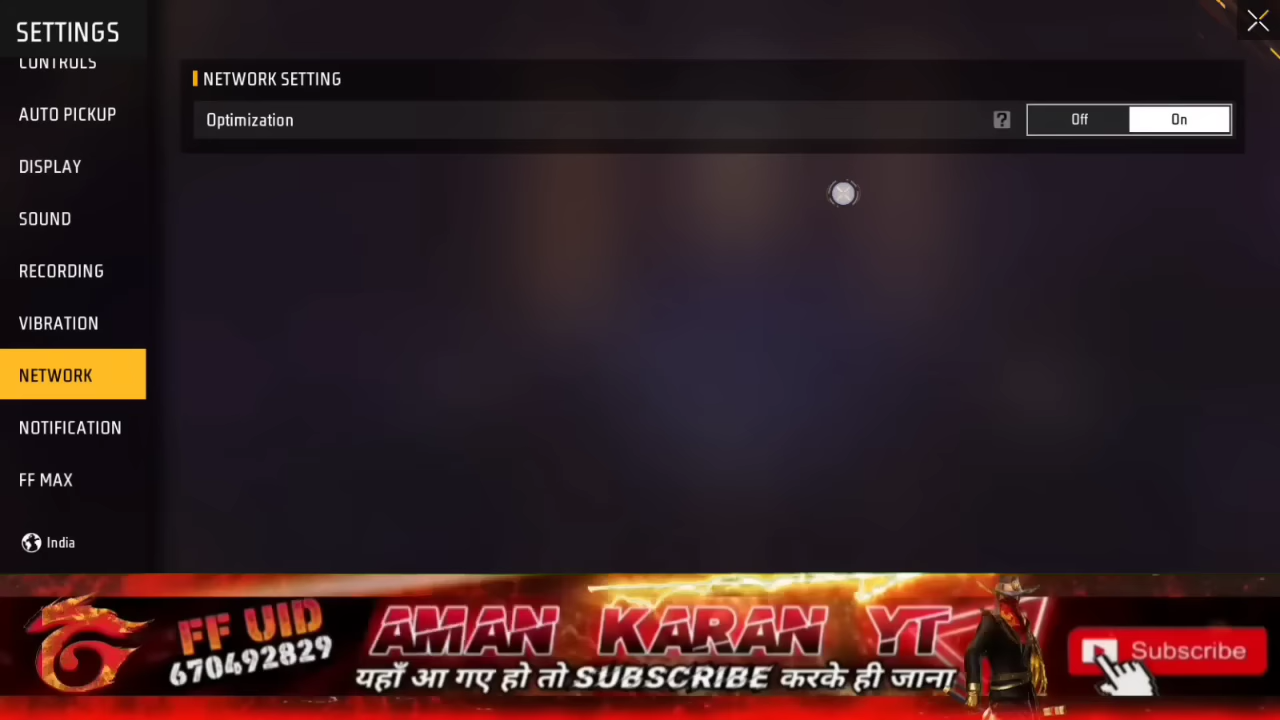 SETTINGS
CONTROLS
AUTO PICKUP
DISPLAY
SOUND
RECORDING
VIBRATION
NETWORK
NOTIFICATION
FF MAX
India
NETWORK SETTING
Optimization
?
Off
On
FF UID
670492829
AMAN KARAN YT
यहाँ आ गए हो तो SUBSCRIBE करके ही जाना
Subscribe